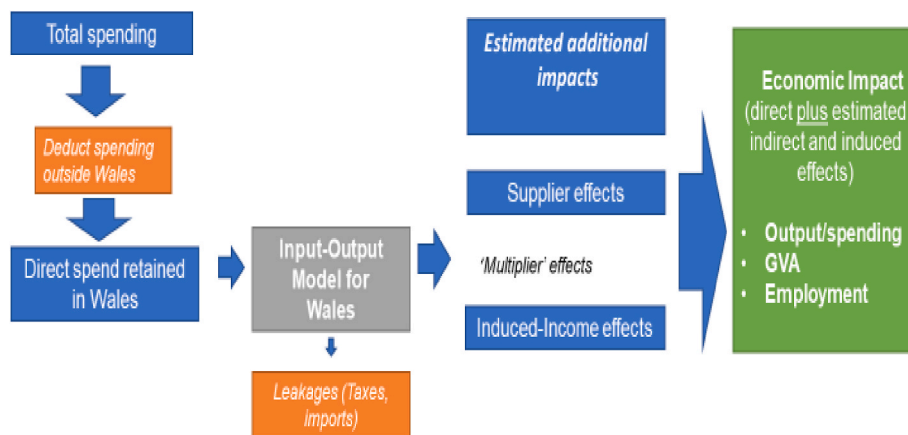 Total spending
Deduct spending
outside Wales
Direct spend retained
in Wales
Input-Output
Model for
Wales
Leakages (Taxes,
imports)
Estimated additional
impacts
Supplier effects
‘Multiplier’ effects
Induced-Income effects
Economic Impact
(direct plus estimated
indirect and induced
effects)
• Output/spending
• GVA
• Employment